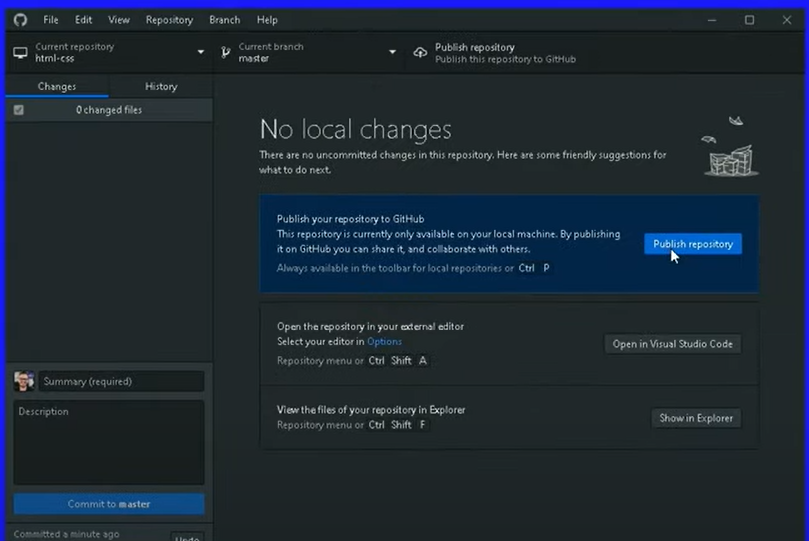 File Edit View Repository Branch Help
Current repository
html-css
Current branch
master
Publish repository
Publish this repository to GitHub
Changes History
0 changed files
No local changes
There are no uncommitted changes in this repository. Here are some friendly suggestions for
what to do next.
Publish your repository to GitHub
This repository is currently only available on your local machine. By publishing
it on GitHub you can share it, and collaborate with others.
Always available in the toolbar for local repositories or Ctrl P
Publish repository
Open the repository in your external editor
Select your editor in Options
Repository menu or Ctrl Shift A
Open in Visual Studio Code
View the files of your repository in Explorer
Repository menu or Ctrl Shift F
Show in Explorer
Summary (required)
Description
Commit to master
Committed a minute ago
Undo